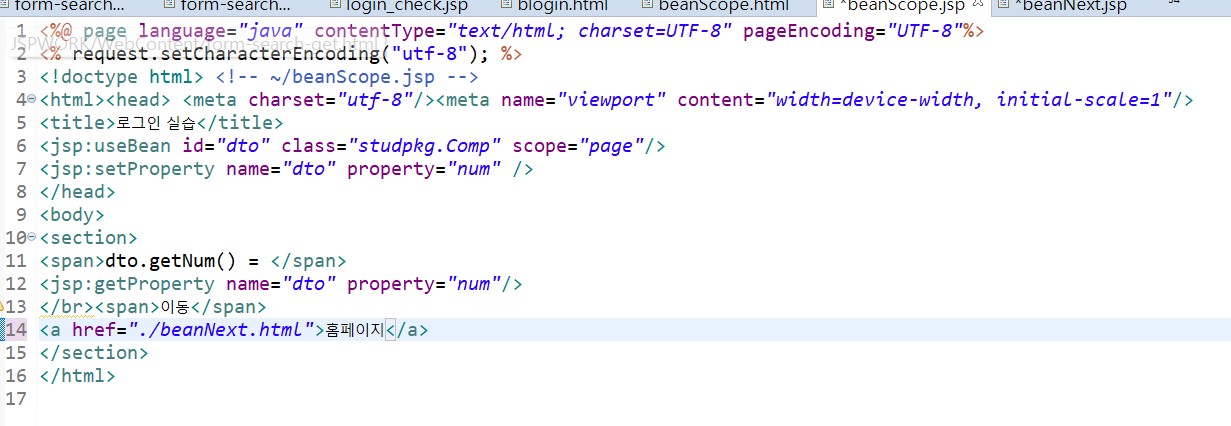 form-search... form-search... login_check.jsp blogin.html beanScope.html *beanScope.jsp *beanNext.jsp
1 <%@ page language="java" contentType="text/html; charset=UTF-8" pageEncoding="UTF-8"%>
JSPWORK/WebContent/form-search-get.html
2 <% request.setCharacterEncoding("utf-8"); %>
3 <!doctype html> <!-- ~/beanScope.jsp -->
4 <html><head> <meta charset="utf-8"/><meta name="viewport" content="width=device-width, initial-scale=1"/>
5 <title>로그인 실습</title>
6 <jsp:useBean id="dto" class="studpkg.Comp" scope="page"/>
7 <jsp:setProperty name="dto" property="num" />
8 </head>
9 <body>
10 <section>
11 <span>dto.getNum() = </span>
12 <jsp:getProperty name="dto" property="num"/>
13 </br><span>이동</span>
14 <a href="./beanNext.html">홈페이지</a>
15 </section>
16 </html>
17